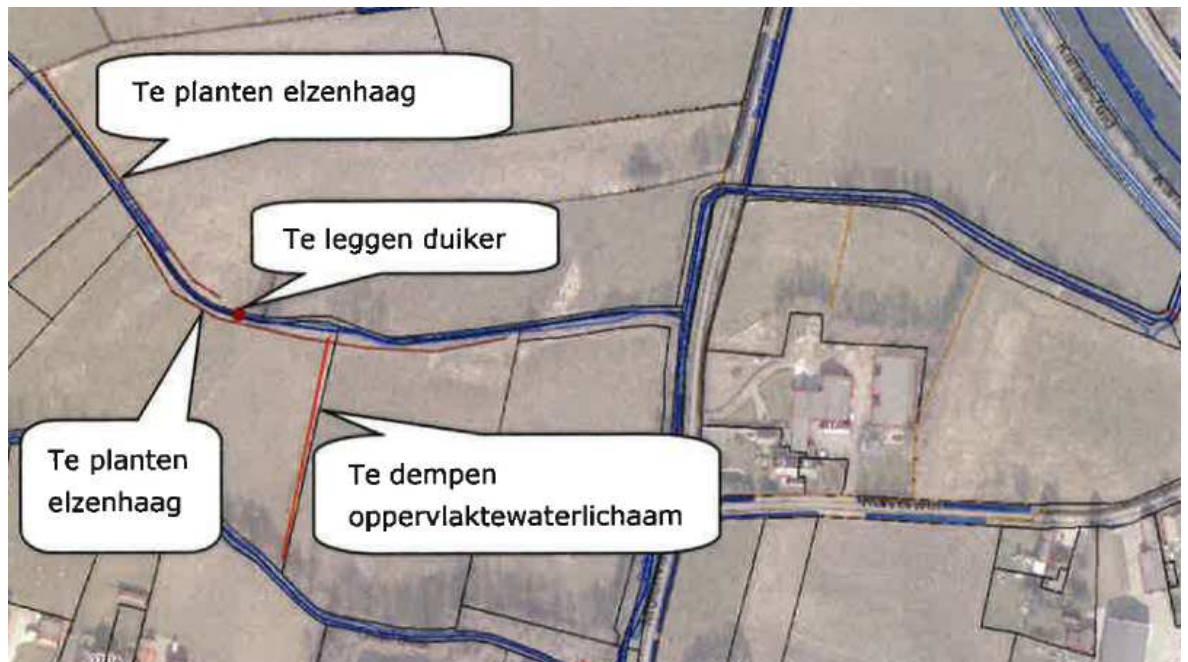 Te planten elzenhaag
Te leggen duiker
Te planten
elzenhaag
Te dempen
oppervlaktewaterlichaam